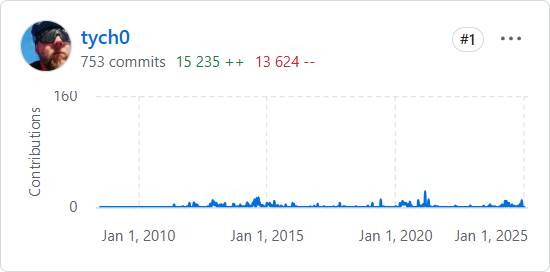 tych0
#1
753 commits 15 235 ++ 13 624 --
Contributions
160
0
Jan 1, 2010 Jan 1, 2015 Jan 1, 2020 Jan 1, 2025